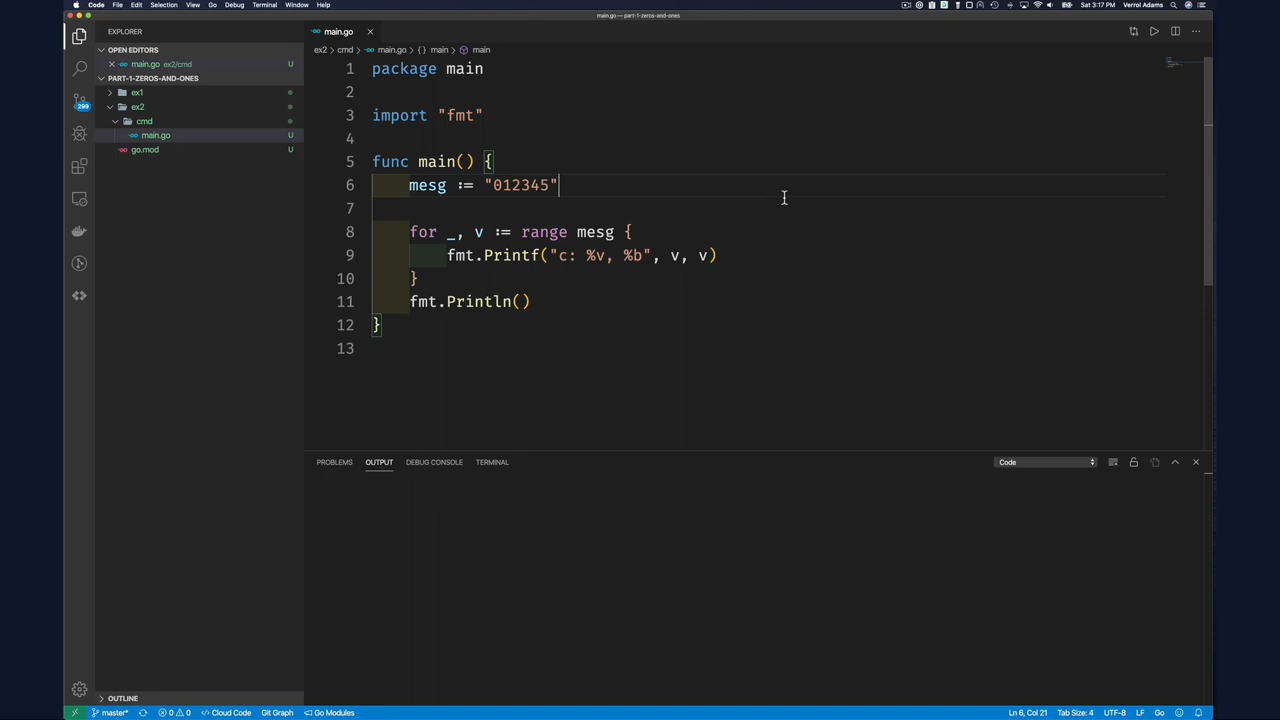 Code File Edit Selection View Go Debug Terminal Window Help Verrol Adams Sat 3:17 PM
main.go — part-1-zeros-and-ones
EXPLORER
OPEN EDITORS
main.go ex2/cmd U
PART-1-ZEROS-AND-ONES
ex1
ex2
cmd
main.go U
go.mod U
OUTLINE
299
main.go
ex2 cmd main.go {} main main
1 package main
2
3 import "fmt"
4
5 func main() {
6 mesg := "012345"
7
8 for _, v := range mesg {
9 fmt.Printf("c: %v, %b", v, v)
10 }
11 fmt.Println()
12 }
13
PROBLEMS OUTPUT DEBUG CONSOLE TERMINAL Code
master* 0 0 Cloud Code Git Graph Go Modules Ln 6, Col 21 Tab Size: 4 UTF-8 LF Go